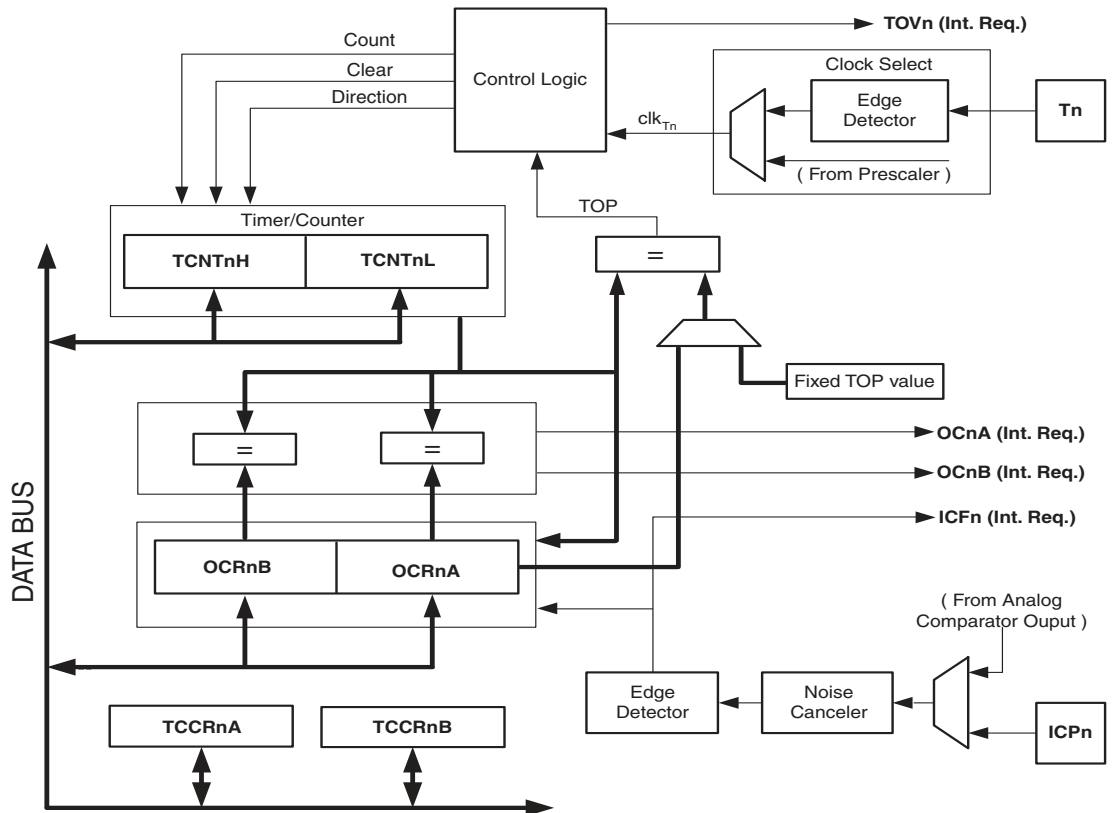 TOVn (Int. Req.)
Count
Clear
Direction
Control Logic
Clock Select
Edge
Detector
Tn
clkTn
( From Prescaler )
TOP
Timer/Counter
TCNTnH
TCNTnL
=
Fixed TOP value
=
=
OCnA (Int. Req.)
OCnB (Int. Req.)
ICFn (Int. Req.)
DATA BUS
OCRnB
OCRnA
( From Analog
Comparator Ouput )
Edge
Detector
Noise
Canceler
ICPn
TCCRnA
TCCRnB